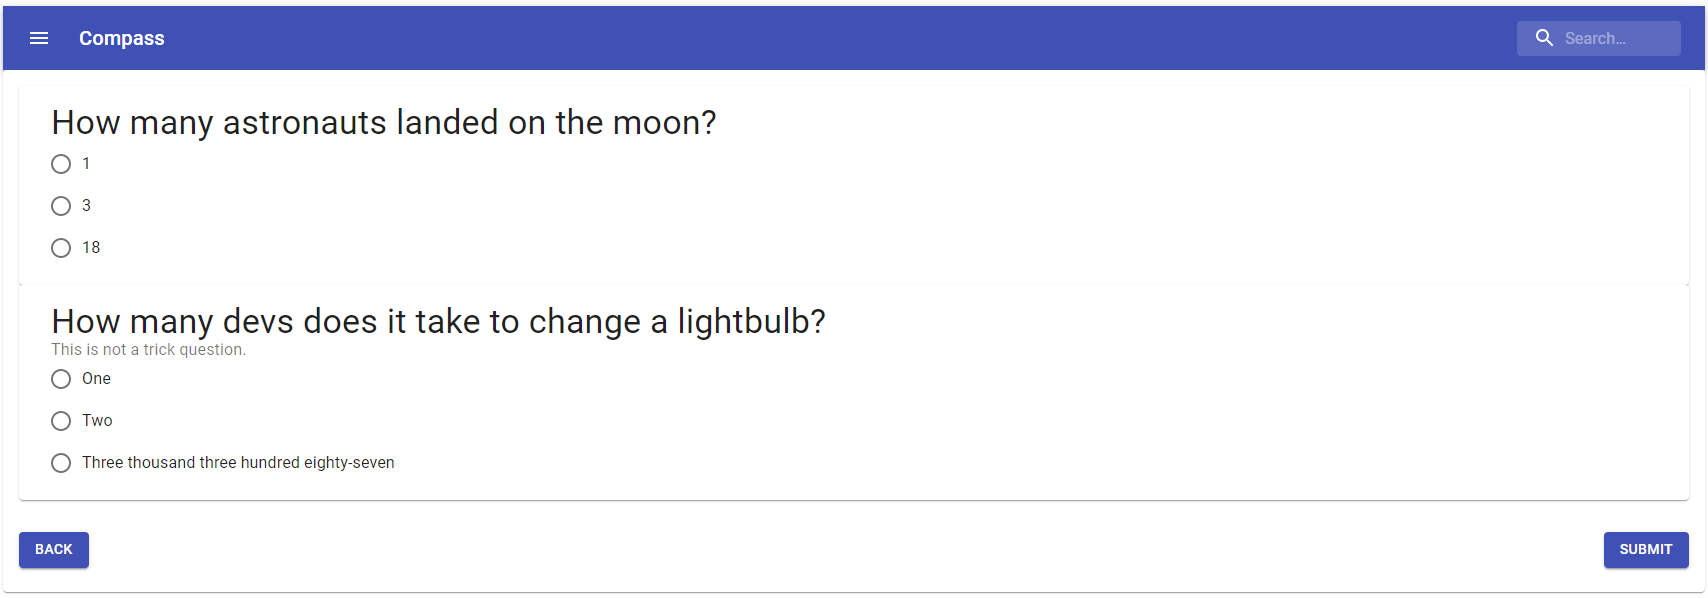 Compass
Search...
How many astronauts landed on the moon?
1
3
18
How many devs does it take to change a lightbulb?
This is not a trick question.
One
Two
Three thousand three hundred eighty-seven
BACK
SUBMIT